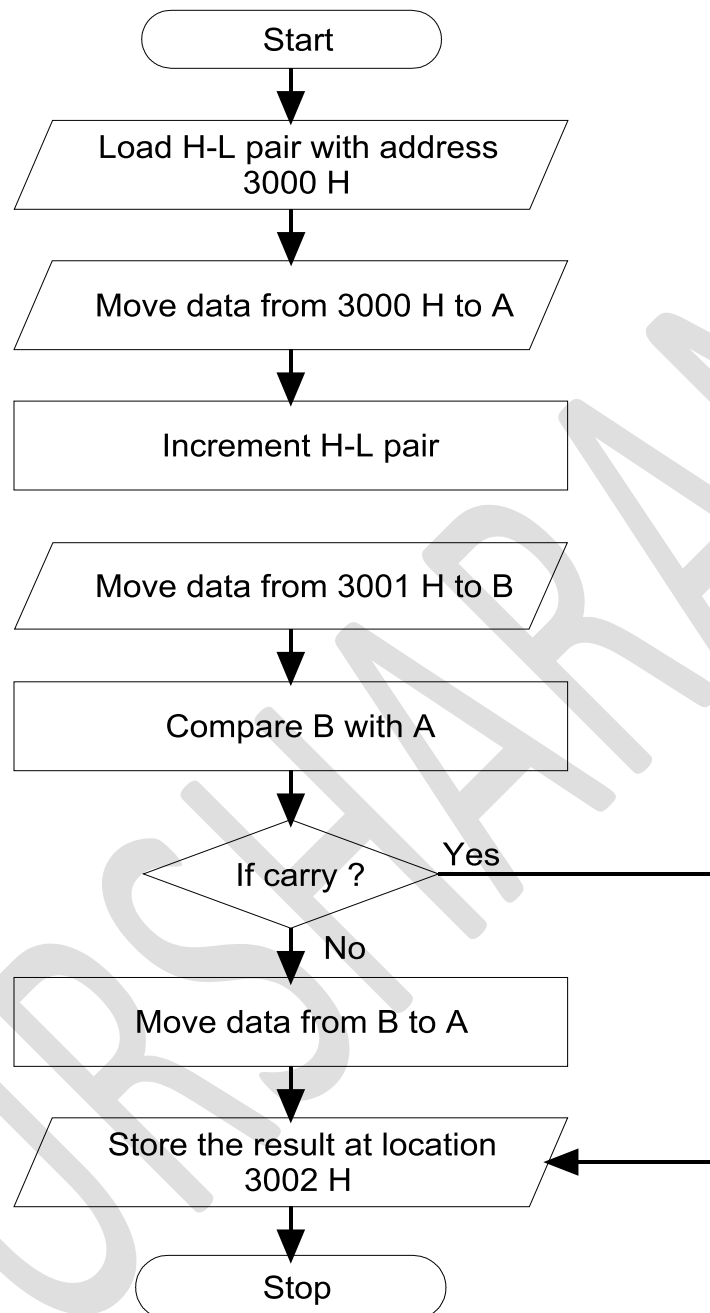 Start
Load H-L pair with address
3000 H
Move data from 3000 H to A
Increment H-L pair
Move data from 3001 H to B
Compare B with A
If carry ?
Yes
No
Move data from B to A
Store the result at location
3002 H
Stop
URSHARA